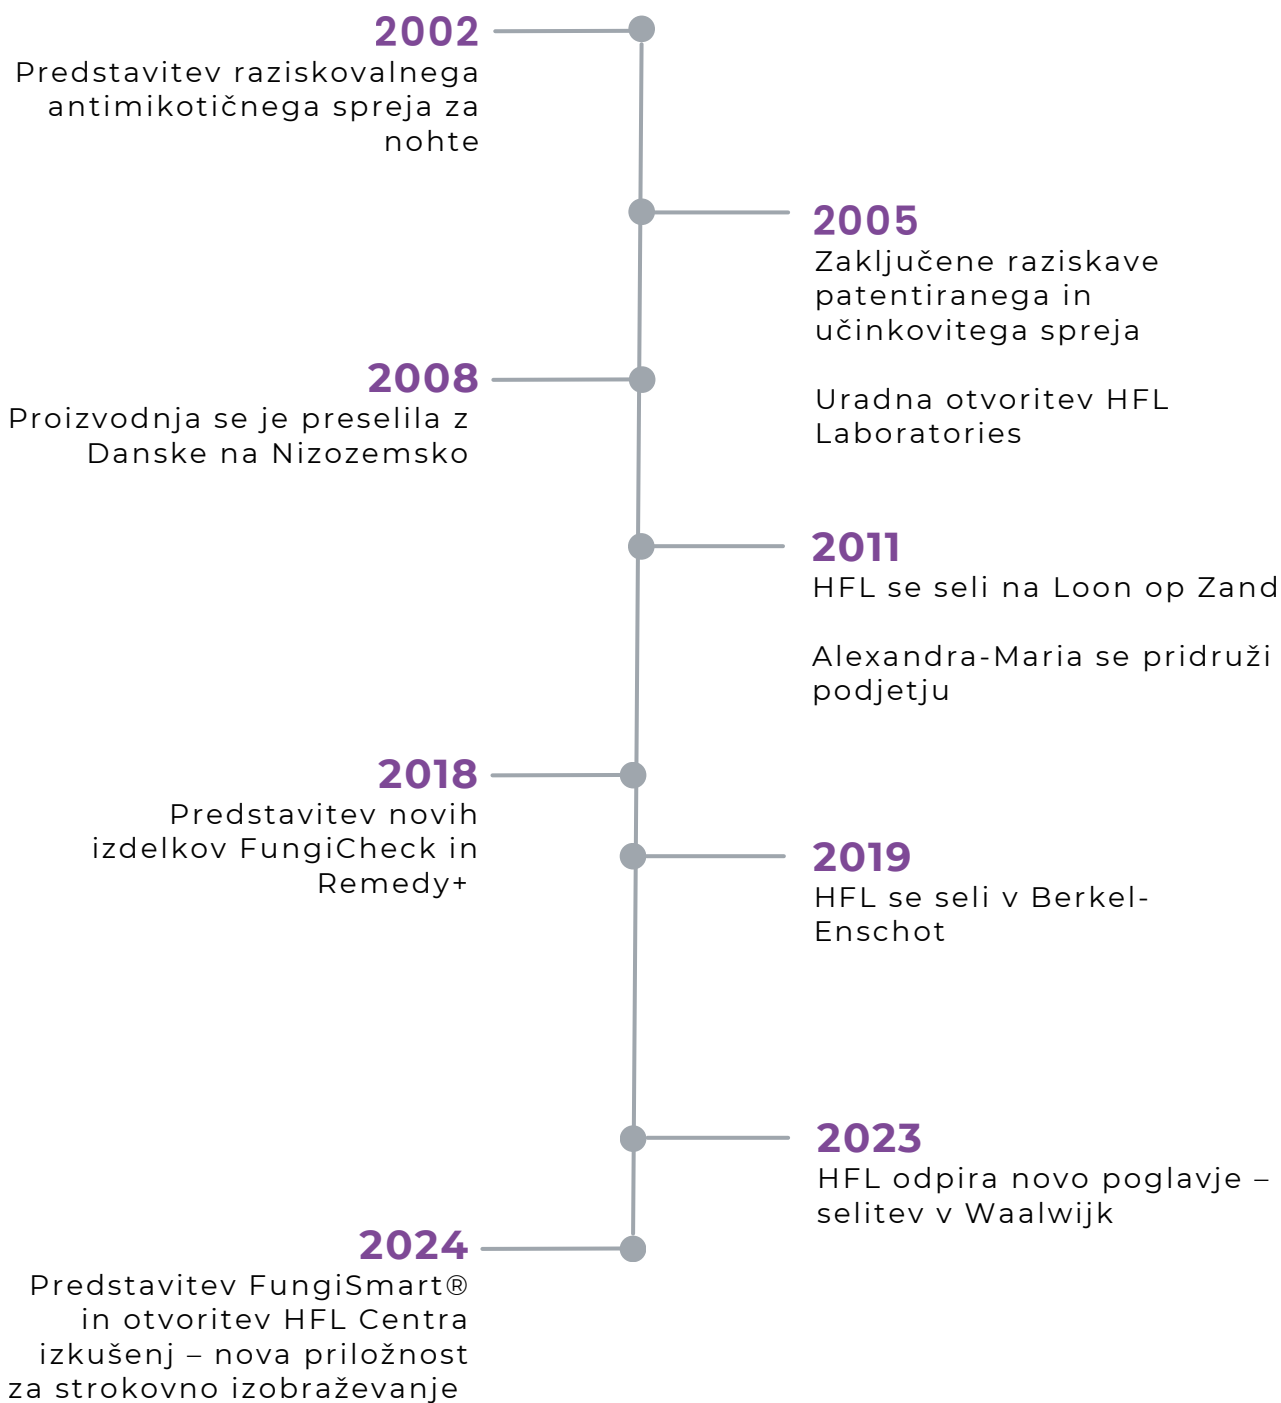 2002
Predstavitev raziskovalnega
antimikotičnega spreja za
nohte
2005
Zaključene raziskave
patentiranega in
učinkovitega spreja
Uradna otvoritev HFL
Laboratories
2008
Proizvodnja se je preselila z
Danske na Nizozemsko
2011
HFL se seli na Loon op Zand
Alexandra-Maria se pridruži
podjetju
2018
Predstavitev novih
izdelkov FungiCheck in
Remedy+
2019
HFL se seli v Berkel-
Enschot
2023
HFL odpira novo poglavje –
selitev v Waalwijk
2024
Predstavitev FungiSmart®
in otvoritev HFL Centra
izkušenj – nova priložnost
za strokovno izobraževanje